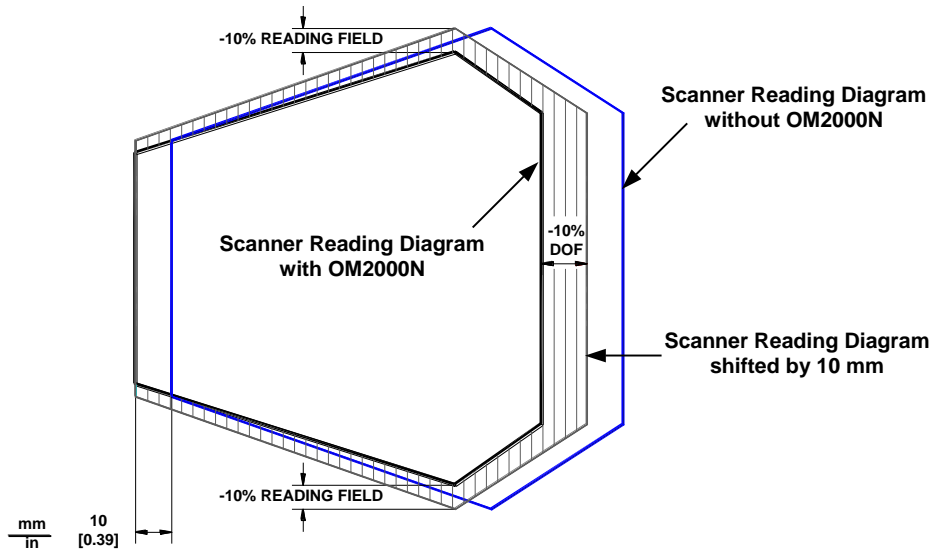 -10% READING FIELD
Scanner Reading Diagram
without OM2000N
Scanner Reading Diagram
with OM2000N
-10%
DOF
Scanner Reading Diagram
shifted by 10 mm
-10% READING FIELD
mm
in
10
[0.39]